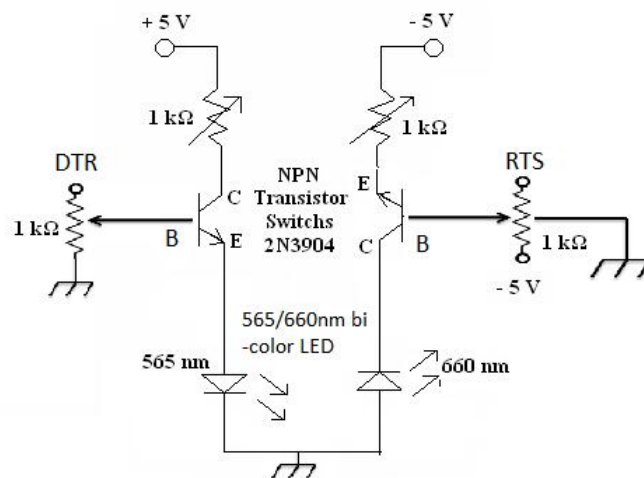 + 5 V
- 5 V
1 kΩ
1 kΩ
DTR
RTS
C
NPN
Transistor
Switchs
2N3904
E
1 kΩ
1 kΩ
B
E
C
B
- 5 V
565/660nm bi
-color LED
565 nm
660 nm